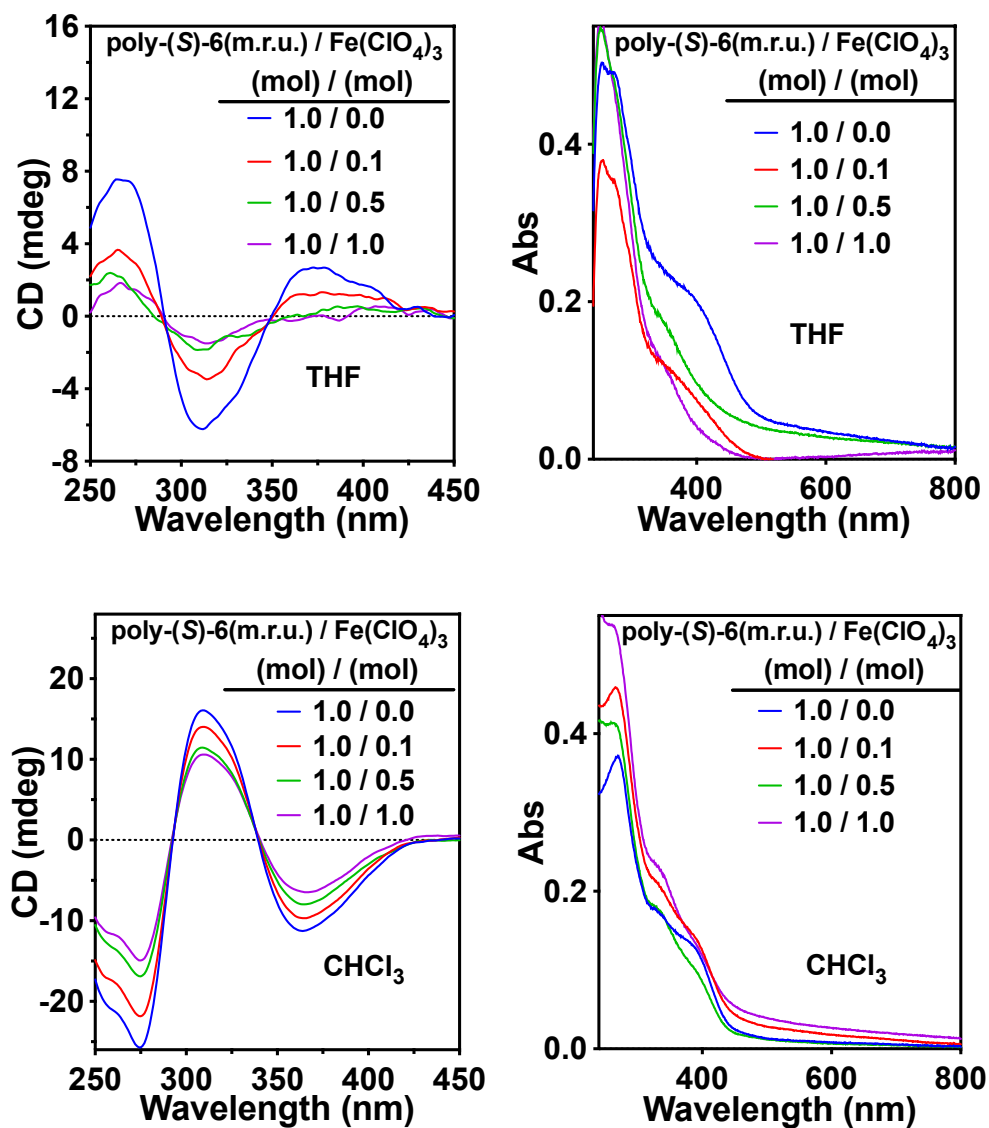 poly-(S)-6(m.r.u.) / Fe(ClO₄)₃
(mol) / (mol)
1.0 / 0.0
1.0 / 0.1
1.0 / 0.5
1.0 / 1.0
THF
CD (mdeg)
16
12
8
4
0
-4
-8
250 300 350 400 450
Wavelength (nm)
poly-(S)-6(m.r.u.) / Fe(ClO₄)₃
(mol) / (mol)
1.0 / 0.0
1.0 / 0.1
1.0 / 0.5
1.0 / 1.0
THF
Abs
0.4
0.2
0.0
400 600 800
Wavelength (nm)
poly-(S)-6(m.r.u.) / Fe(ClO₄)₃
(mol) / (mol)
1.0 / 0.0
1.0 / 0.1
1.0 / 0.5
1.0 / 1.0
CHCl₃
CD (mdeg)
20
10
0
-10
-20
250 300 350 400 450
Wavelength (nm)
poly-(S)-6(m.r.u.) / Fe(ClO₄)₃
(mol) / (mol)
1.0 / 0.0
1.0 / 0.1
1.0 / 0.5
1.0 / 1.0
CHCl₃
Abs
0.4
0.2
0.0
400 600 800
Wavelength (nm)